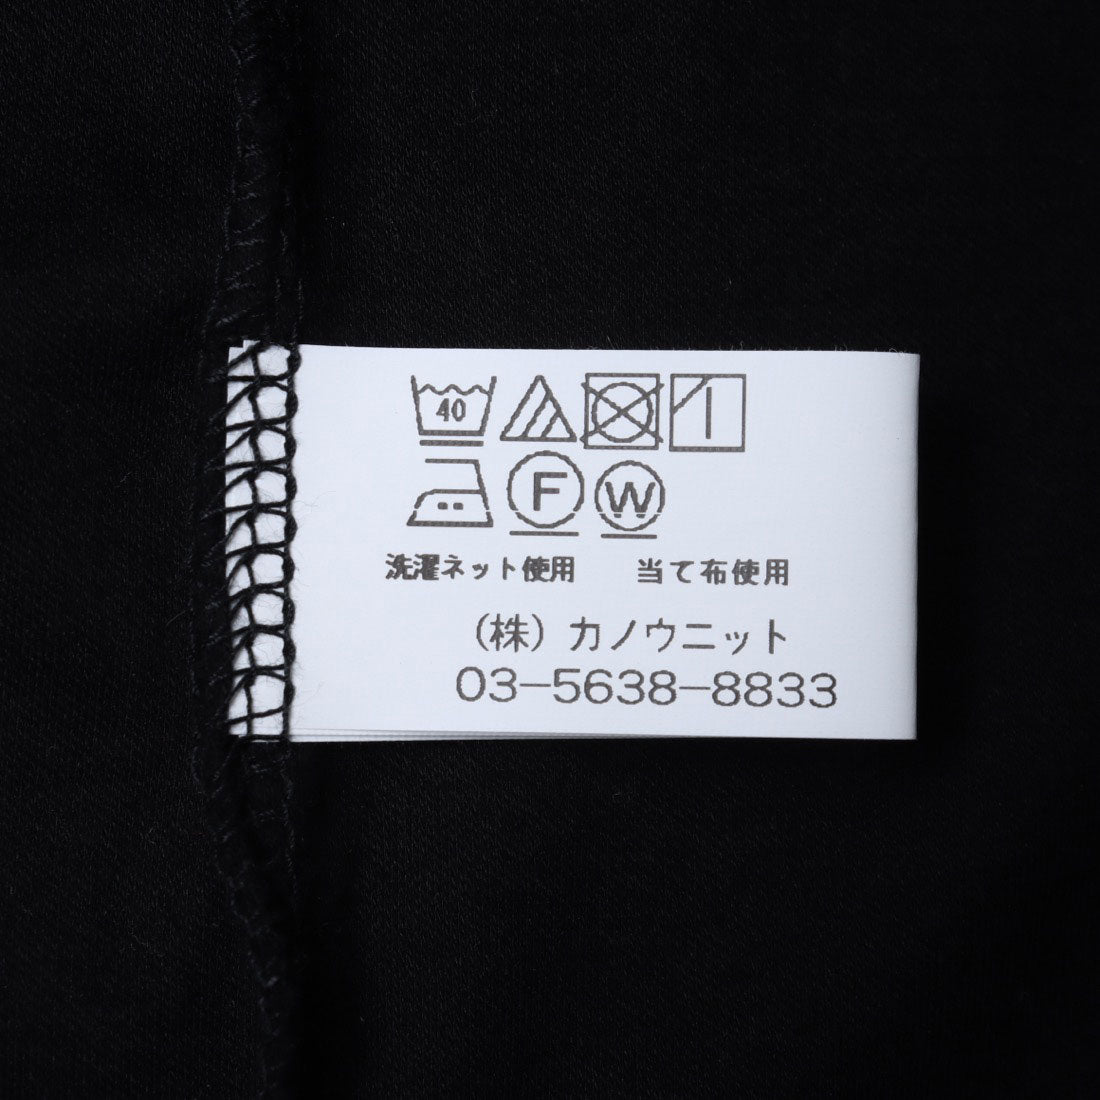 40
F W
洗濯ネット使用 当て布使用
(株) カノウニット
03-5638-8833